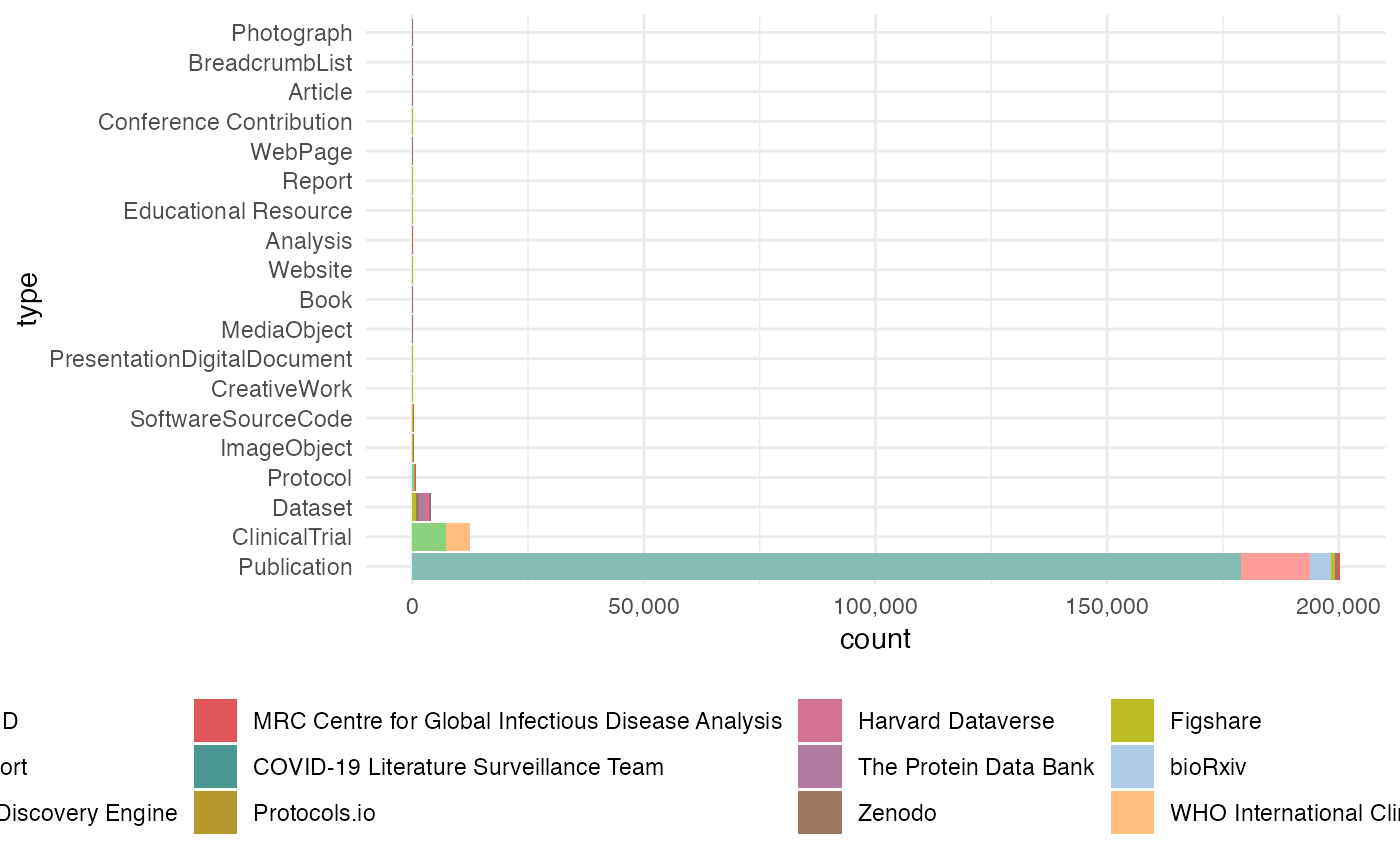 Photograph
BreadcrumbList
Article
Conference Contribution
WebPage
Report
Educational Resource
Analysis
Website
Book
MediaObject
PresentationDigitalDocument
CreativeWork
SoftwareSourceCode
ImageObject
Protocol
Dataset
ClinicalTrial
Publication
type
0 50,000 100,000 150,000 200,000
count
D MRC Centre for Global Infectious Disease Analysis Harvard Dataverse Figshare
ort COVID-19 Literature Surveillance Team The Protein Data Bank bioRxiv
Discovery Engine Protocols.io Zenodo WHO International Cli